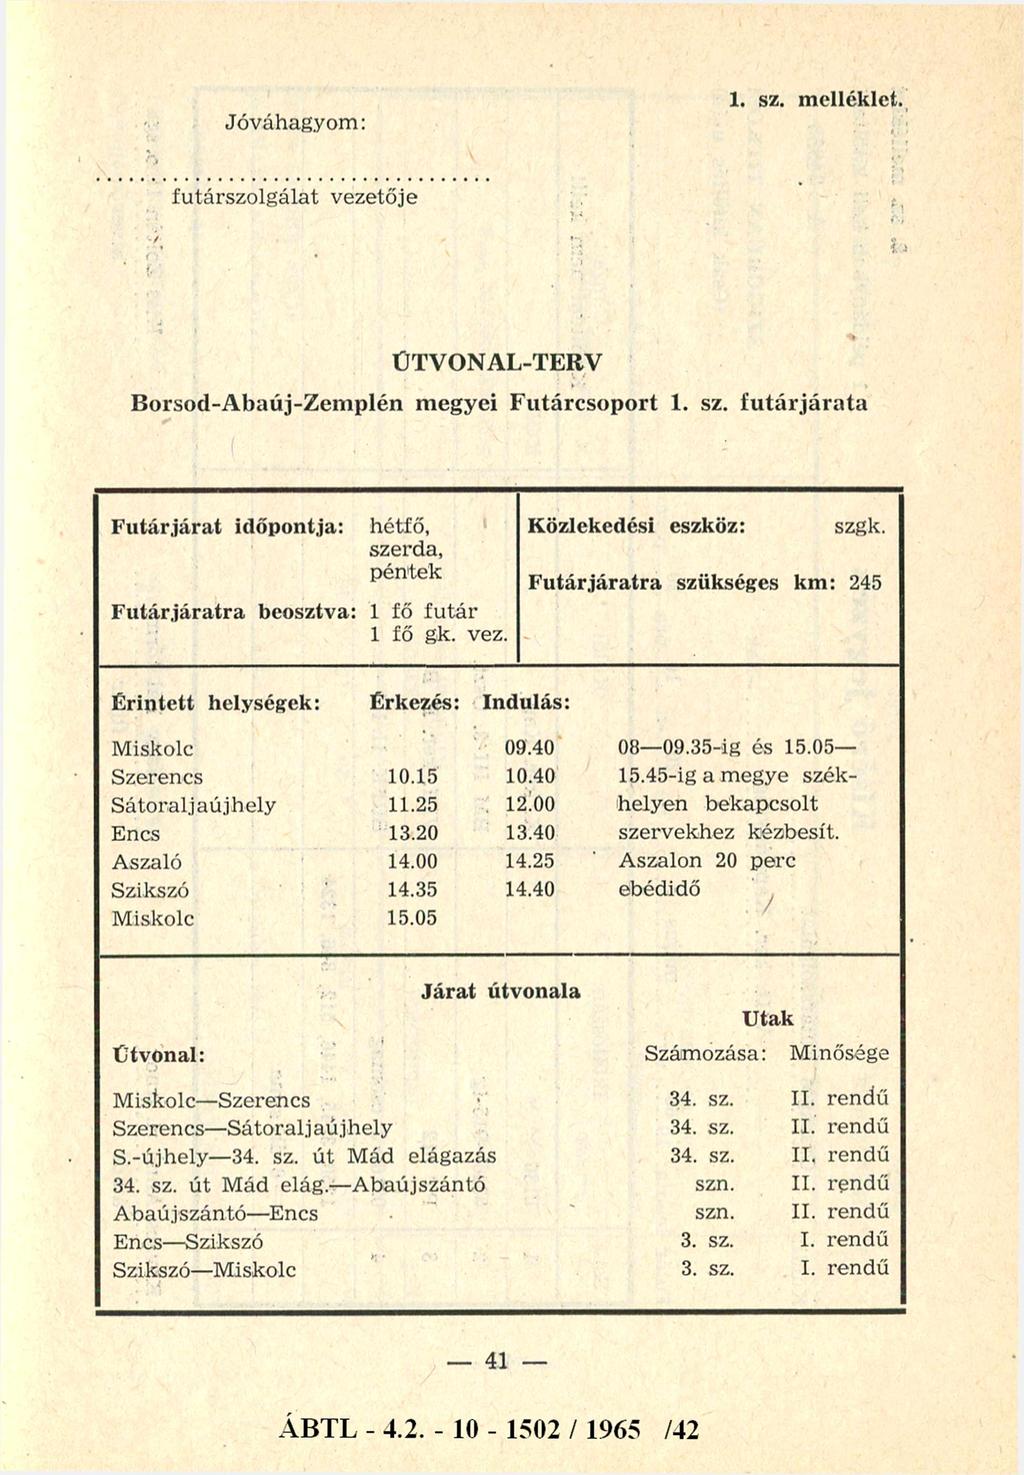 1. sz. melléklet.
Jóváhagyom:
......................................
futárszolgálat vezetője
ÚTVONAL-TERV
Borsod-Abaúj-Zemplén megyei Futárcsoport 1. sz. futárjárata
Futárjárat időpontja: hétfő,
szerda,
péntek
Futárjáratra beosztva: 1 fő futár
1 fő gk. vez.
Közlekedési eszköz: szgk.
Futárjáratra szükséges km: 245
Érintett helységek: Érkezés: Indulás:
Miskolc 09.40 08—09.35-ig és 15.05—
Szerencs 10.15 10.40 15.45-ig a megye szék-
Sátoraljaújhely 11.25 12.00 helyen bekapcsolt
Encs 13.20 13.40 szervekhez kézbesít.
Aszaló 14.00 14.25 Aszalon 20 perc
Szikszó 14.35 14.40 ebédidő
Miskolc 15.05
Járat útvonala
Utak
Útvonal: Számozása: Minősége
Miskolc—Szerencs 34. sz. II. rendű
Szerencs—Sátoraljaújhely 34. sz. II. rendű
S.-újhely—34. sz. út Mád elágazás 34. sz. II. rendű
34. sz. út Mád elág.—Abaújszántó szn. II. rendű
Abaújszántó—Encs szn. II. rendű
Encs—Szikszó 3. sz. I. rendű
Szikszó—Miskolc 3. sz. I. rendű
— 41 —
ÁBTL - 4.2. - 10 - 1502 / 1965 /42